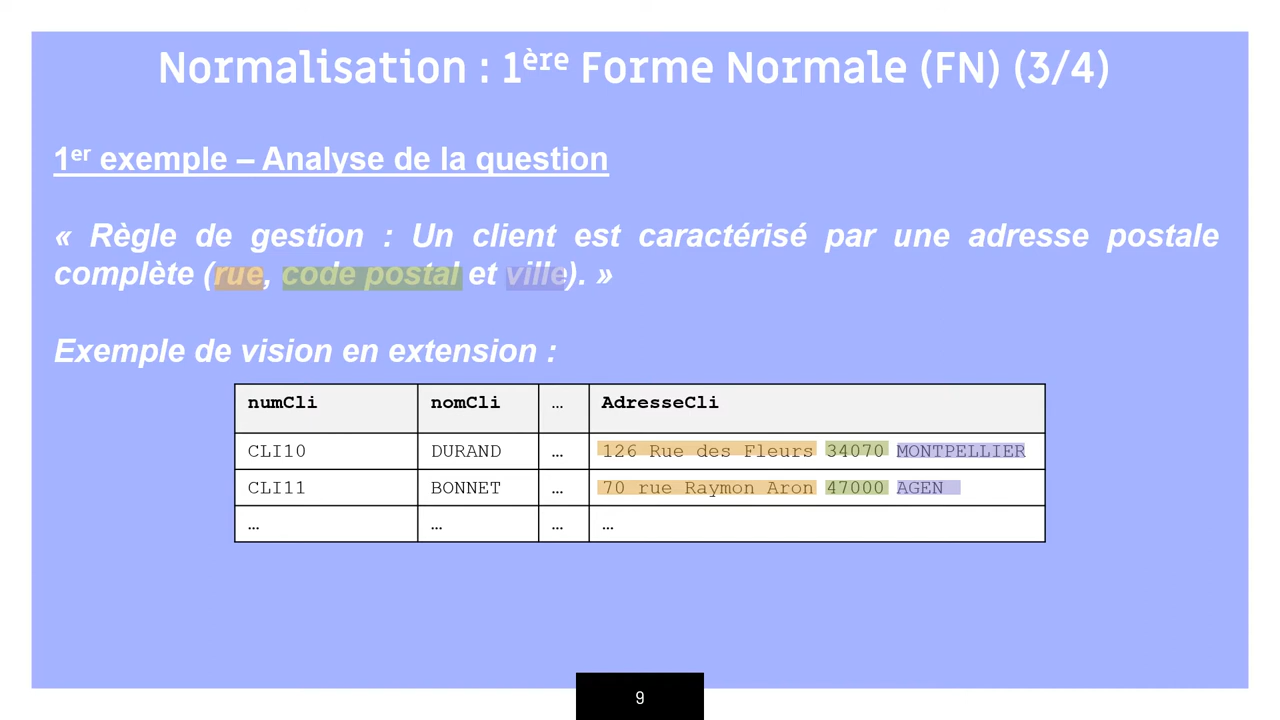 Normalisation : 1ère Forme Normale (FN) (3/4)
1er exemple – Analyse de la question
« Règle de gestion : Un client est caractérisé par une adresse postale
complète (rue, code postal et ville). »
Exemple de vision en extension :
numCli nomCli … AdresseCli
CLI10 DURAND … 126 Rue des Fleurs 34070 MONTPELLIER
CLI11 BONNET … 70 rue Raymon Aron 47000 AGEN
… … … …
9